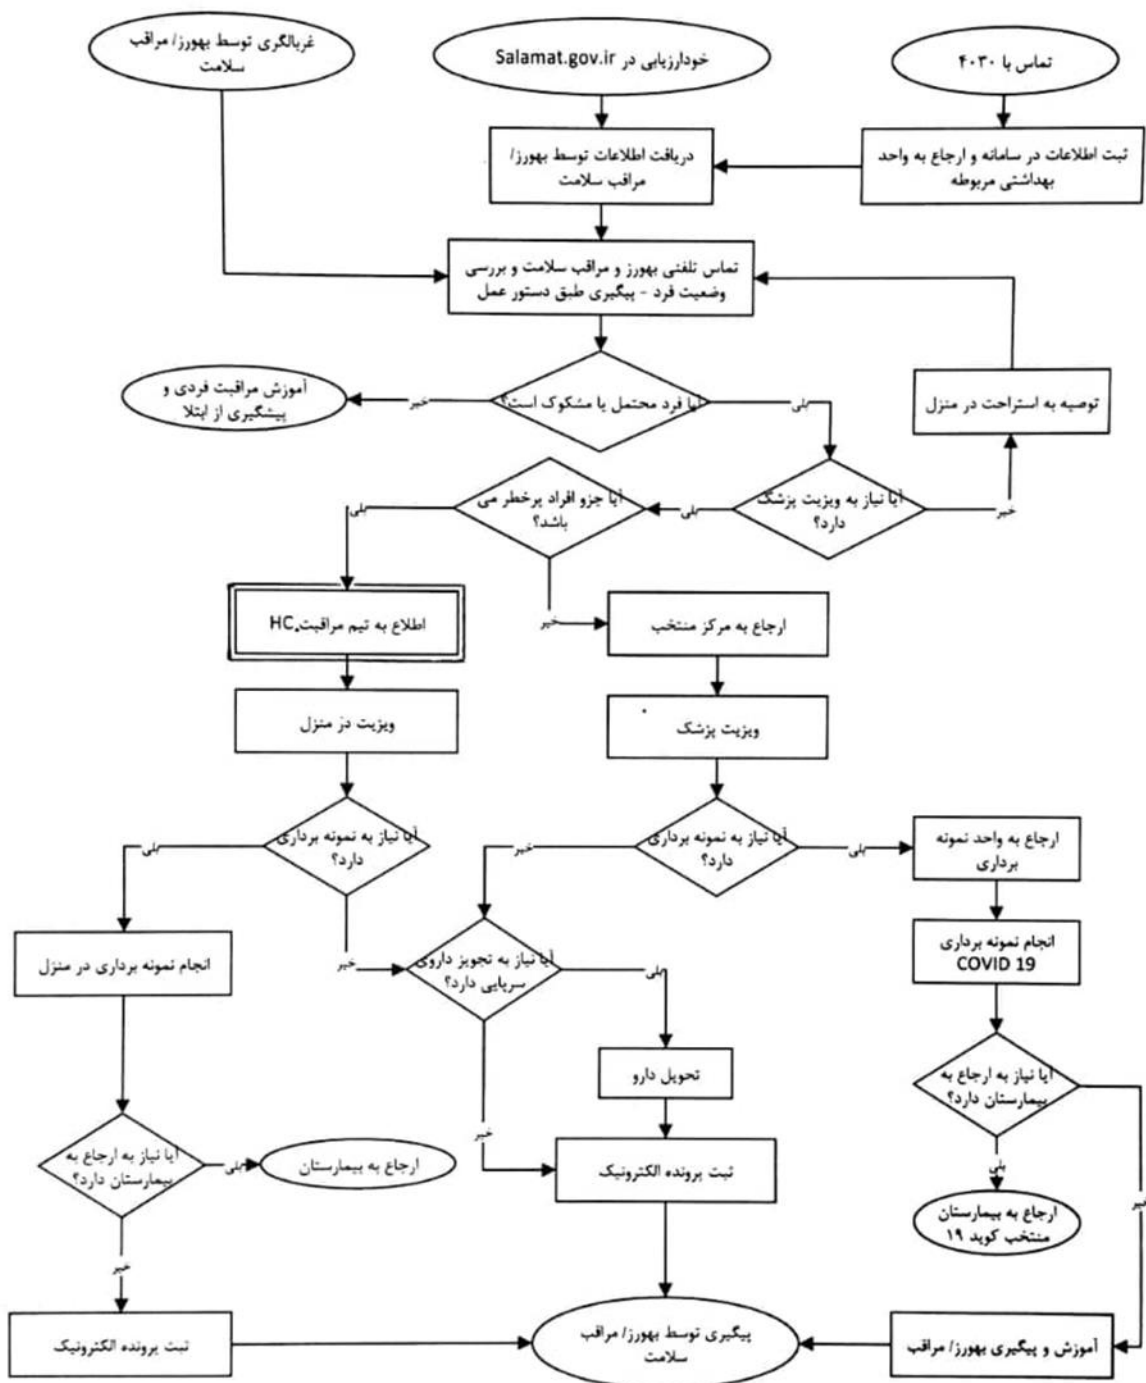 غربالگری توسط بهورز/ مراقب
سلامت
خودارزیابی در Salamat.gov.ir
تماس با ۴۰۳۰
دریافت اطلاعات توسط بهورز/
مراقب سلامت
ثبت اطلاعات در سامانه و ارجاع به واحد
بهداشتی مربوطه
تماس تلفنی بهورز و مراقب سلامت و بررسی
وضعیت فرد - پیگیری طبق دستور عمل
آموزش مراقبت فردی و
پیشگیری از ابتلا
خیر
آیا فرد محتمل یا مشکوک است؟
بلی
توصیه به استراحت در منزل
آیا جزو افراد پرخطر می
باشد؟
بلی
آیا نیاز به ویزیت پزشک
دارد؟
بلی
خیر
اطلاع به تیم مراقبت HC.
خیر
ارجاع به مرکز منتخب
ویزیت در منزل
ویزیت پزشک
آیا نیاز به نمونه برداری
دارد؟
بلی
خیر
آیا نیاز به نمونه برداری
دارد؟
خیر
بلی
ارجاع به واحد نمونه
برداری
انجام نمونه برداری در منزل
آیا نیاز به تجویز داروی
سرپایی دارد؟
بلی
انجام نمونه برداری
COVID 19
تحویل دارو
آیا نیاز به ارجاع به
بیمارستان دارد؟
آیا نیاز به ارجاع به
بیمارستان دارد؟
بلی
ارجاع به بیمارستان
خیر
ثبت پرونده الکترونیک
بلی
ارجاع به بیمارستان
منتخب کوید ۱۹
خیر
خیر
ثبت پرونده الکترونیک
پیگیری توسط بهورز/ مراقب
سلامت
آموزش و پیگیری بهورز/ مراقب